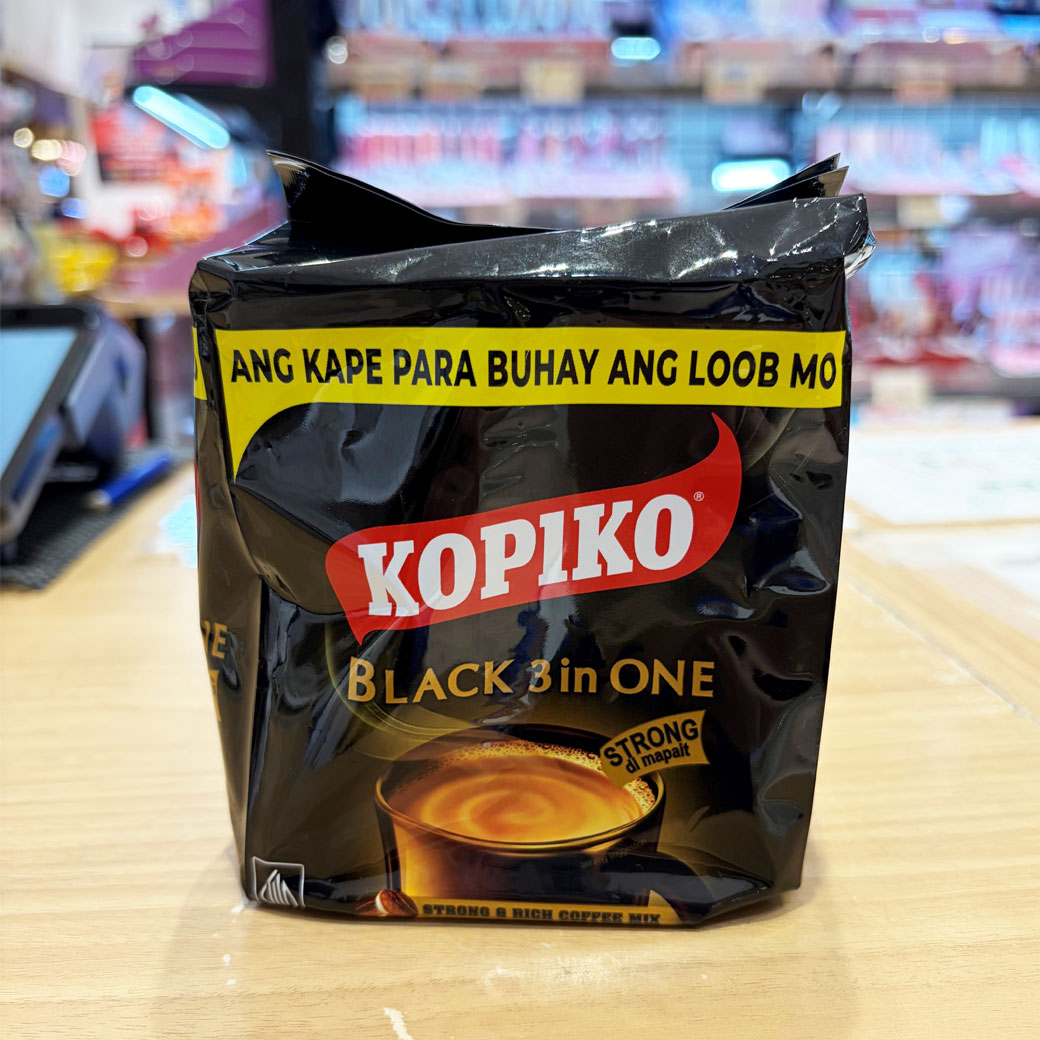 ANG KAPE PARA BUHAY ANG LOOB MO
KOPIKO®
BLACK 3 in ONE
STRONG
di mapait
STRONG & RICH COFFEE MIX